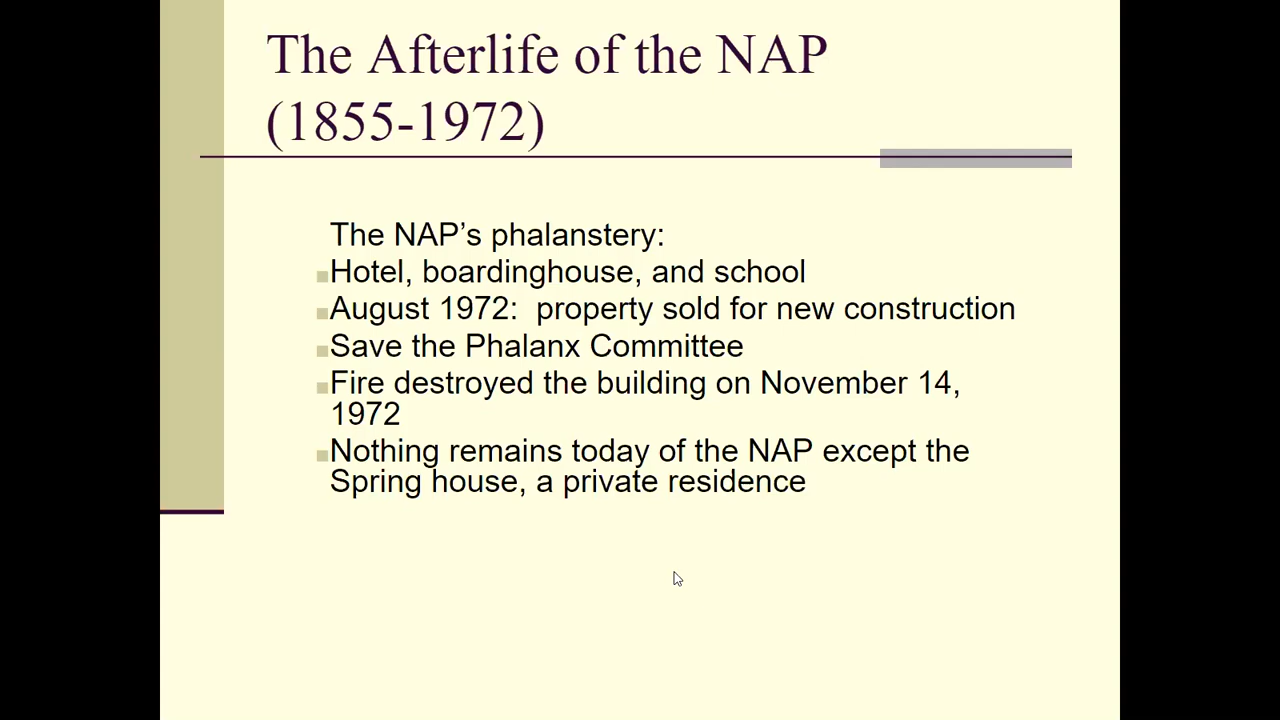 The Afterlife of the NAP
(1855-1972)
The NAP’s phalanstery:
Hotel, boardinghouse, and school
August 1972:  property sold for new construction
Save the Phalanx Committee
Fire destroyed the building on November 14,
1972
Nothing remains today of the NAP except the
Spring house, a private residence